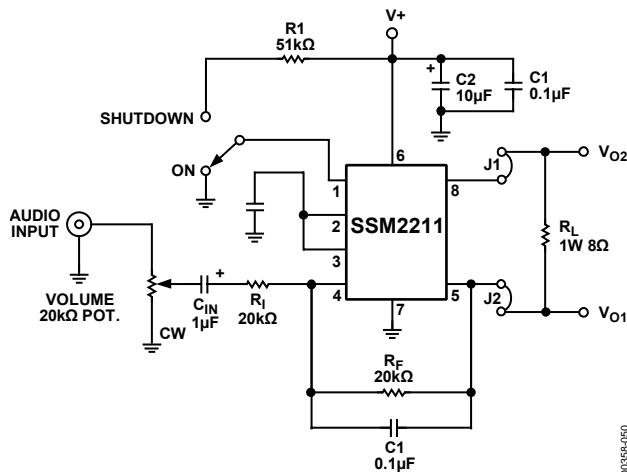 V+
R1
51kΩ
C2
10µF
C1
0.1µF
SHUTDOWN
ON
6
1
2
3
4
SSM2211
8
5
7
J1
J2
VO2
RL
1W 8Ω
VO1
AUDIO
INPUT
VOLUME
20kΩ POT.
CW
CIN
1µF
RI
20kΩ
RF
20kΩ
C1
0.1µF
00358-050